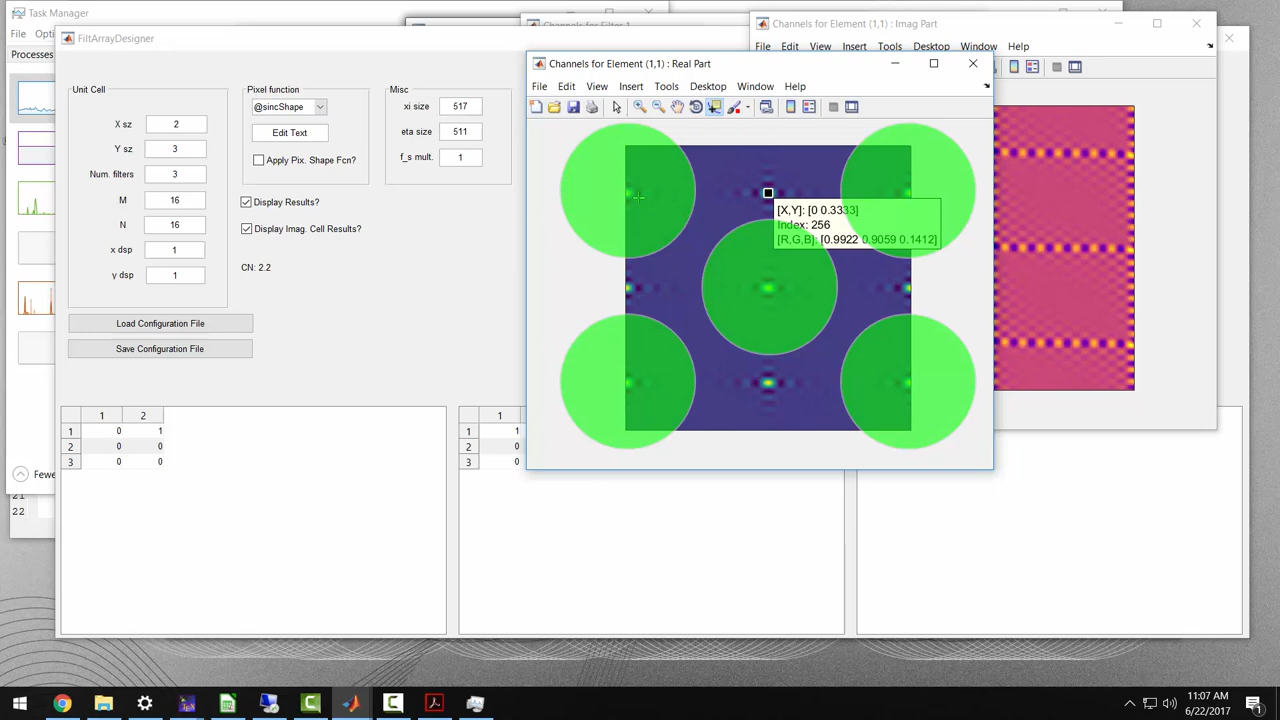 Task Manager
File
Opti
Processes
Fewe
21
22
FiltArrayDesigner
Unit Cell
X sz 2
Y sz 3
Num. filters 3
M 16
N 16
x dsp 1
y dsp 1
Load Configuration File
Save Configuration File
Pixel function
@sincShape
Edit Text
Apply Pix. Shape Fcn?
Display Results?
Display Imag. Cell Results?
CN: 2.2
Misc
xi size 517
eta size 511
f_s mult. 1
1 2
1 0 1
2 0 0
3 0 0
1
1 1
2 0
3 0
Channels for Filter 1
Channels for Element (1,1) : Imag Part
File Edit View Insert Tools Desktop Window Help
Channels for Element (1,1) : Real Part
File Edit View Insert Tools Desktop Window Help
[X,Y]: [0 0.3333]
Index: 256
[R,G,B]: [0.9922 0.9059 0.1412]
11:07 AM
6/22/2017
1